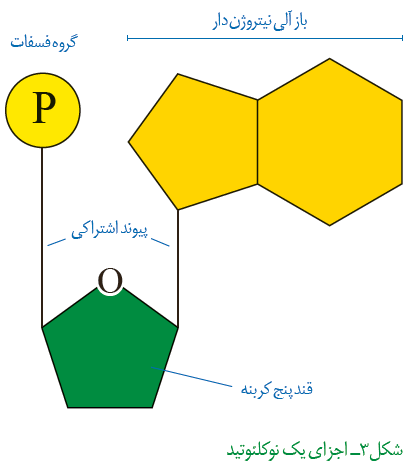 باز آلی نیتروژن دار
گروه فسفات
P
پیوند اشتراکی
O
قند پنج کربنه
شکل ۳ـ اجزای یک نوکلئوتید